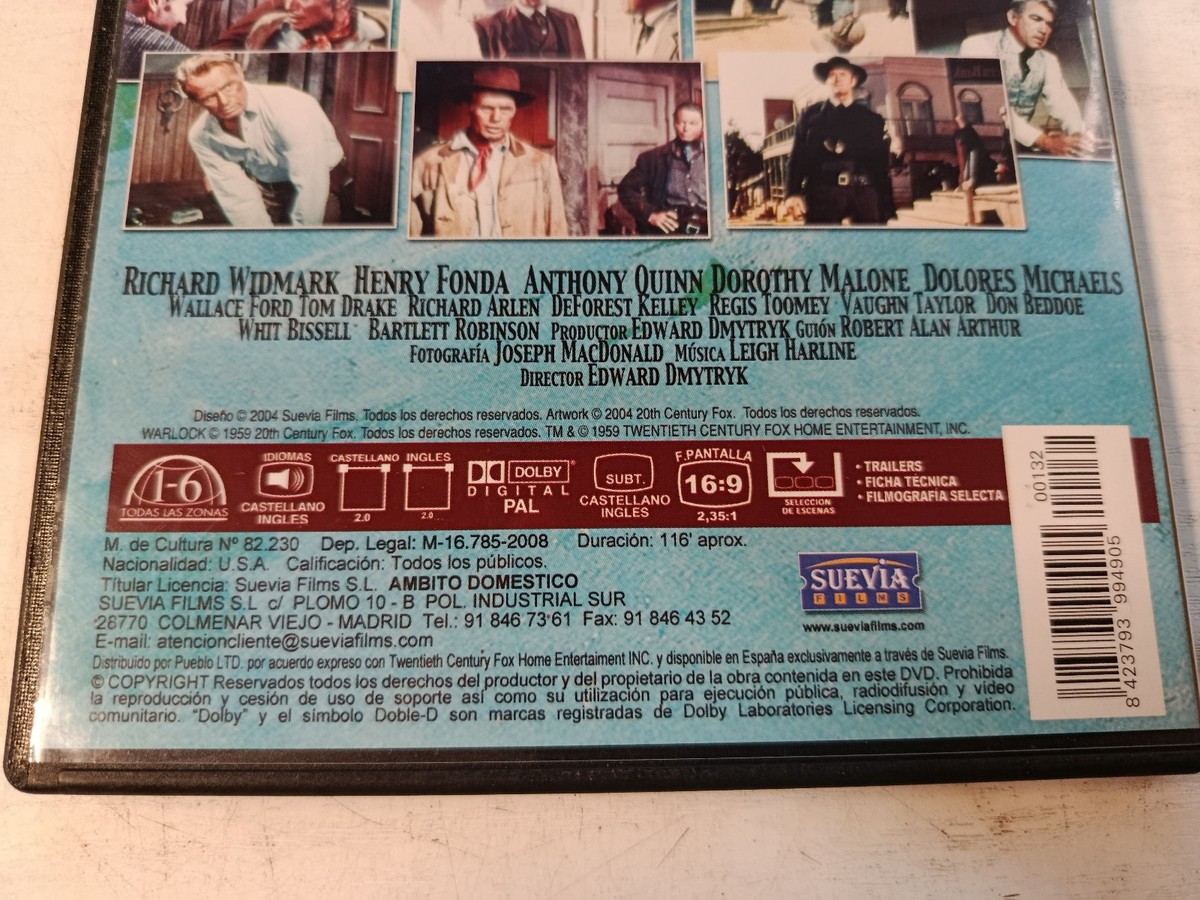 RICHARD WIDMARK HENRY FONDA ANTHONY QUINN DOROTHY MALONE DOLORES MICHAELS
WALLACE FORD TOM DRAKE RICHARD ARLEN DEFOREST KELLEY REGIS TOOMEY VAUGHN TAYLOR DON BEDDOE
WHIT BISSELL BARTLETT ROBINSON PRODUCTOR EDWARD DMYTRYK GUIÓN ROBERT ALAN ARTHUR
FOTOGRAFÍA JOSEPH MACDONALD MÚSICA LEIGH HARLINE
DIRECTOR EDWARD DMYTRYK
Diseño © 2004 Suevia Films. Todos los derechos reservados. Artwork © 2004 20th Century Fox. Todos los derechos reservados.
WARLOCK © 1959 20th Century Fox. Todos los derechos reservados. TM & © 1959 TWENTIETH CENTURY FOX HOME ENTERTAINMENT, INC.
1-6
TODAS LAS ZONAS
IDIOMAS
CASTELLANO
INGLES
CASTELLANO INGLES
2.0 2.0
DOLBY
DIGITAL
PAL
SUBT.
CASTELLANO
INGLES
F.PANTALLA
16:9
2,35:1
SELECCION
DE ESCENAS
• TRAILERS
• FICHA TÉCNICA
• FILMOGRAFÍA SELECTA
00132
8 423793 994905
M. de Cultura Nº 82.230 Dep. Legal: M-16.785-2008 Duración: 116' aprox.
Nacionalidad: U.S.A. Calificación: Todos los públicos.
Títular Licencia: Suevia Films S.L. AMBITO DOMESTICO
SUEVIA FILMS S.L c/ PLOMO 10 - B POL. INDUSTRIAL SUR
28770 COLMENAR VIEJO - MADRID Tel.: 91 846 73 61 Fax: 91 846 43 52
E-mail: atencioncliente@sueviafilms.com
SUEVIA
FILMS
www.sueviafilms.com
Distribuido por Pueblo LTD. por acuerdo expreso con Twentieth Century Fox Home Entertaiment INC. y disponible en España exclusivamente a través de Suevia Films.
© COPYRIGHT Reservados todos los derechos del productor y del propietario de la obra contenida en este DVD. Prohibida
la reproducción y cesión de uso de soporte así como su utilización para ejecución pública, radiodifusión y vídeo
comunitario. "Dolby" y el símbolo Doble-D son marcas registradas de Dolby Laboratories Licensing Corporation.